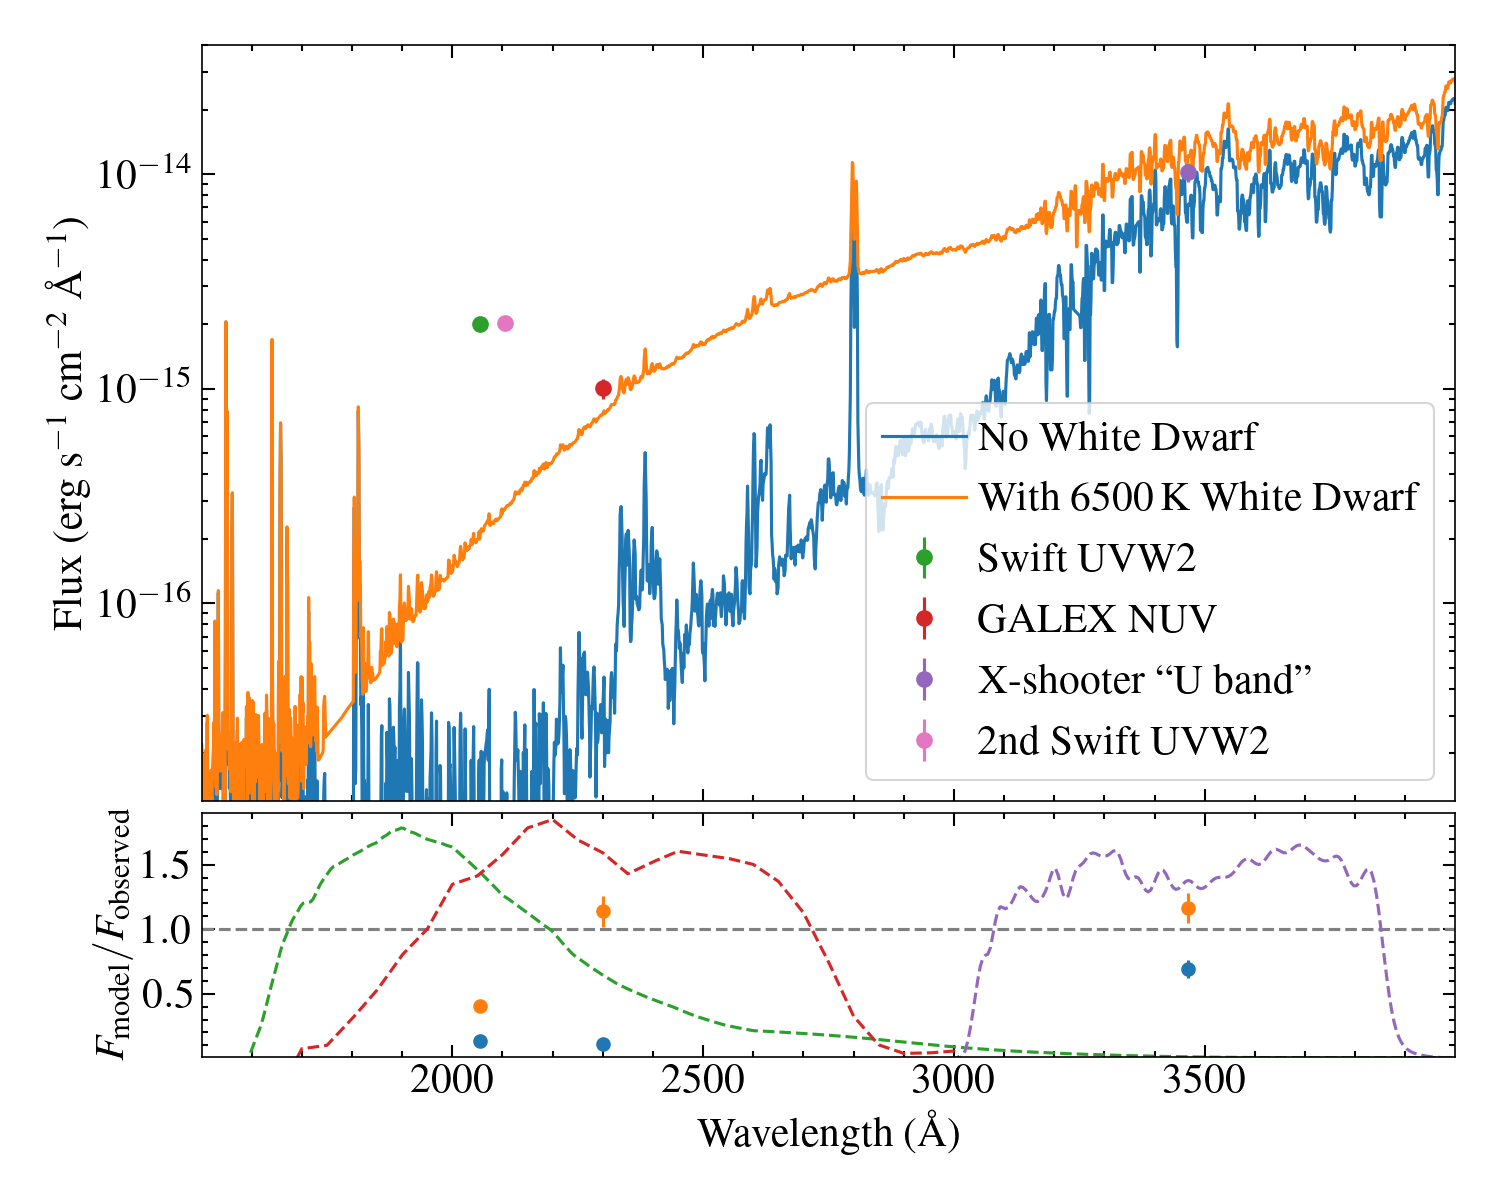 10⁻¹⁴
10⁻¹⁵
10⁻¹⁶
Flux (erg s⁻¹ cm⁻² Å⁻¹)
No White Dwarf
With 6500 K White Dwarf
Swift UVW2
GALEX NUV
X-shooter “U band”
2nd Swift UVW2
1.5
1.0
0.5
F_model/F_observed
2000 2500 3000 3500
Wavelength (Å)